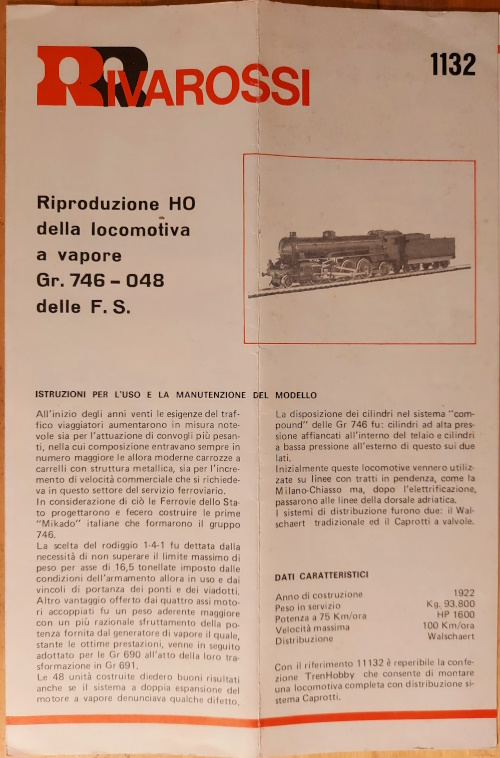 RIVAROSSI
1132
Riproduzione HO
della locomotiva
a vapore
Gr. 746 - 048
delle F. S.
ISTRUZIONI PER L'USO E LA MANUTENZIONE DEL MODELLO
All'inizio degli anni venti le esigenze del traf-
fico viaggiatori aumentarono in misura note-
vole sia per l'attuazione di convogli più pesan-
ti, nella cui composizione entravano sempre in
numero maggiore le allora moderne carrozze a
carrelli con struttura metallica, sia per l'incre-
mento di velocità commerciale che si richiede-
va in questo settore del servizio ferroviario.
In considerazione di ciò le Ferrovie dello Sta-
to progettarono e fecero costruire le prime
"Mikado" italiane che formarono il gruppo
746.
La scelta del rodiggio 1-4-1 fu dettata dalla
necessità di non superare il limite massimo di
peso per asse di 16,5 tonellate imposto dalle
condizioni dell'armamento allora in uso e dai
vincoli di portanza dei ponti e dei viadotti.
Altro vantaggio offerto dai quattro assi moto-
ri accoppiati fu un peso aderente maggiore
con un più razionale sfruttamento della po-
tenza fornita dal generatore di vapore il quale,
stante le ottime prestazioni, venne in seguito
adottato per le Gr 690 all'atto della loro tra-
sformazione in Gr 691.
Le 48 unità costruite diedero buoni risultati
anche se il sistema a doppia espansione del
motore a vapore denunciava qualche difetto.
La disposizione dei cilindri nel sistema "com-
pound" delle Gr 746 fu: cilindri ad alta pres-
sione affiancati all'interno del telaio e cilindri
a bassa pressione all'esterno di questo sui due
lati.
Inizialmente queste locomotive vennero utiliz-
zate su linee con tratti in pendenza, come la
Milano-Chiasso ma, dopo l'elettrificazione,
passarono alle linee della dorsale adriatica.
I sistemi di distribuzione furono due: il Wal-
schaert tradizionale ed il Caprotti a valvole.
DATI CARATTERISTICI
Anno di costruzione 1922
Peso in servizio Kg. 93.800
Potenza a 75 Km/ora HP 1600
Velocità massima 100 Km/ora
Distribuzione Walschaert
Con il riferimento 11132 è reperibile la confe-
zione TrenHobby che consente di montare
una locomotiva completa con distribuzione si-
stema Caprotti.